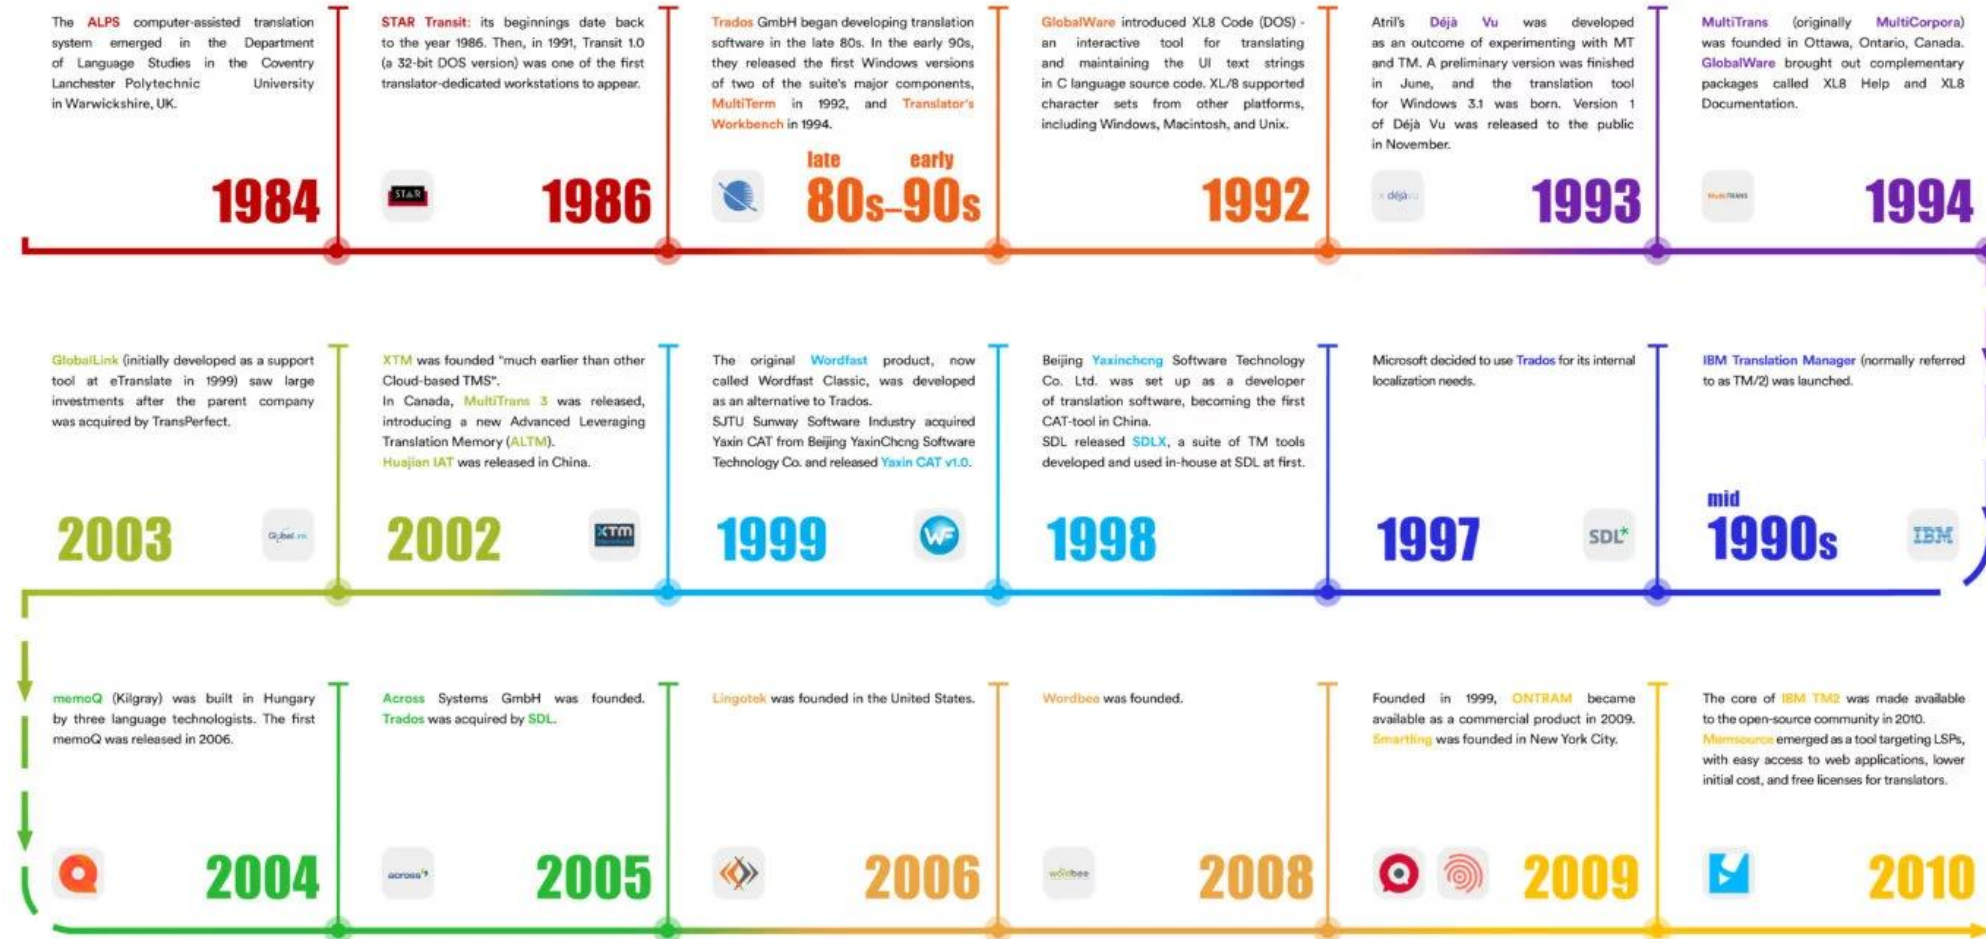 The ALPS computer-assisted translation
system emerged in the Department
of Language Studies in the Coventry
Lanchester Polytechnic University
in Warwickshire, UK.
1984
STAR Transit: its beginnings date back
to the year 1986. Then, in 1991, Transit 1.0
(a 32-bit DOS version) was one of the first
translator-dedicated workstations to appear.
STAR
1986
Trados GmbH began developing translation
software in the late 80s. In the early 90s,
they released the first Windows versions
of two of the suite's major components,
MultiTerm in 1992, and Translator's
Workbench in 1994.
late early
80s–90s
GlobalWare introduced XL8 Code (DOS) -
an interactive tool for translating
and maintaining the UI text strings
in C language source code. XL/8 supported
character sets from other platforms,
including Windows, Macintosh, and Unix.
1992
Atril's Déjà Vu was developed
as an outcome of experimenting with MT
and TM. A preliminary version was finished
in June, and the translation tool
for Windows 3.1 was born. Version 1
of Déjà Vu was released to the public
in November.
déjà vu
1993
MultiTrans (originally MultiCorpora)
was founded in Ottawa, Ontario, Canada.
GlobalWare brought out complementary
packages called XL8 Help and XL8
Documentation.
MultiTRANS
1994
GlobalLink (initially developed as a support
tool at eTranslate in 1999) saw large
investments after the parent company
was acquired by TransPerfect.
2003
GlobalLink
XTM was founded "much earlier than other
Cloud-based TMS".
In Canada, MultiTrans 3 was released,
introducing a new Advanced Leveraging
Translation Memory (ALTM).
Huajian IAT was released in China.
2002
XTM
The original Wordfast product, now
called Wordfast Classic, was developed
as an alternative to Trados.
SJTU Sunway Software Industry acquired
Yaxin CAT from Beijing YaxinChcng Software
Technology Co. and released Yaxin CAT v1.0.
1999
WF
Beijing Yaxinchcng Software Technology
Co. Ltd. was set up as a developer
of translation software, becoming the first
CAT-tool in China.
SDL released SDLX, a suite of TM tools
developed and used in-house at SDL at first.
1998
Microsoft decided to use Trados for its internal
localization needs.
1997
SDL*
IBM Translation Manager (normally referred
to as TM/2) was launched.
mid
1990s
IBM
memoQ (Kilgray) was built in Hungary
by three language technologists. The first
memoQ was released in 2006.
2004
Across Systems GmbH was founded.
Trados was acquired by SDL.
across
2005
Lingotek was founded in the United States.
2006
Wordbee was founded.
wordbee
2008
Founded in 1999, ONTRAM became
available as a commercial product in 2009.
Smartling was founded in New York City.
2009
The core of IBM TM2 was made available
to the open-source community in 2010.
Memsource emerged as a tool targeting LSPs,
with easy access to web applications, lower
initial cost, and free licenses for translators.
2010